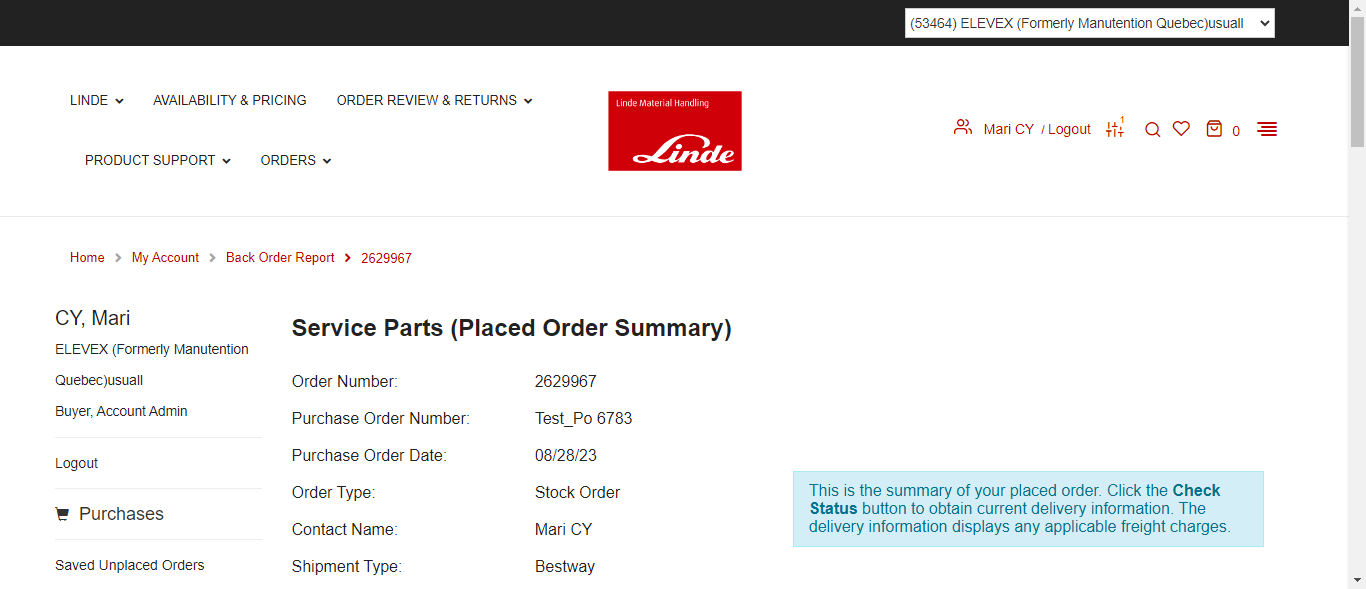 (53464) ELEVEX (Formerly Manutention Quebec)usuall
LINDE
AVAILABILITY & PRICING
ORDER REVIEW & RETURNS
PRODUCT SUPPORT
ORDERS
Linde Material Handling
Linde
Mari CY / Logout
1
0
Home
My Account
Back Order Report
2629967
CY, Mari
ELEVEX (Formerly Manutention
Quebec)usuall
Buyer, Account Admin
Logout
Purchases
Saved Unplaced Orders
Service Parts (Placed Order Summary)
Order Number: 2629967
Purchase Order Number: Test_Po 6783
Purchase Order Date: 08/28/23
Order Type: Stock Order
Contact Name: Mari CY
Shipment Type: Bestway
This is the summary of your placed order. Click the Check
Status button to obtain current delivery information. The
delivery information displays any applicable freight charges.